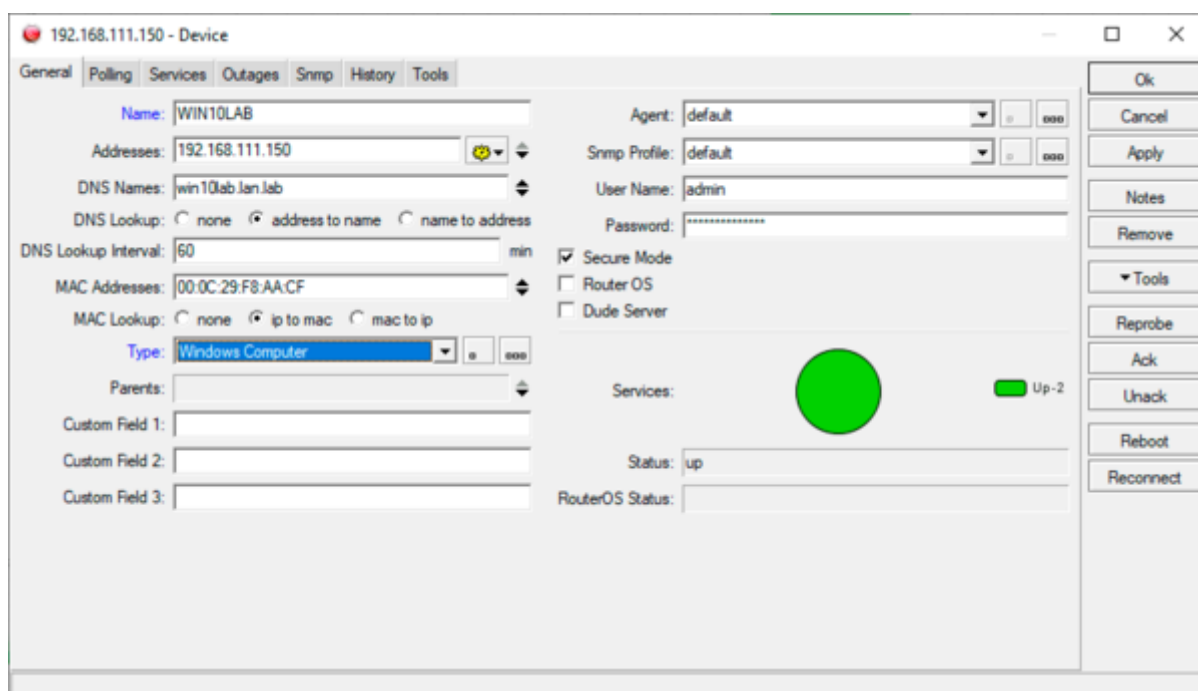 192.168.111.150 - Device
General Polling Services Outages Snmp History Tools
Name: WIN10LAB
Addresses: 192.168.111.150
DNS Names: win10lab.lan.lab
DNS Lookup: none address to name name to address
DNS Lookup Interval: 60 min
MAC Addresses: 00:0C:29:F8:AA:CF
MAC Lookup: none ip to mac mac to ip
Type: Windows Computer
Parents:
Custom Field 1:
Custom Field 2:
Custom Field 3:
Agent: default
Snmp Profile: default
User Name: admin
Password: **************
Secure Mode
Router OS
Dude Server
Services: Up-2
Status: up
RouterOS Status:
Ok
Cancel
Apply
Notes
Remove
Tools
Reprobe
Ack
Unack
Reboot
Reconnect